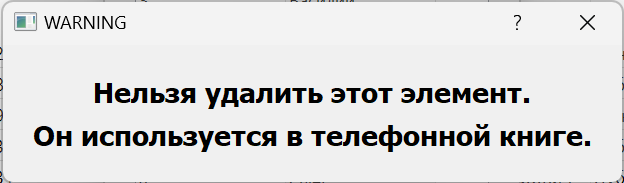 WARNING
?
Нельзя удалить этот элемент.
Он используется в телефонной книге.